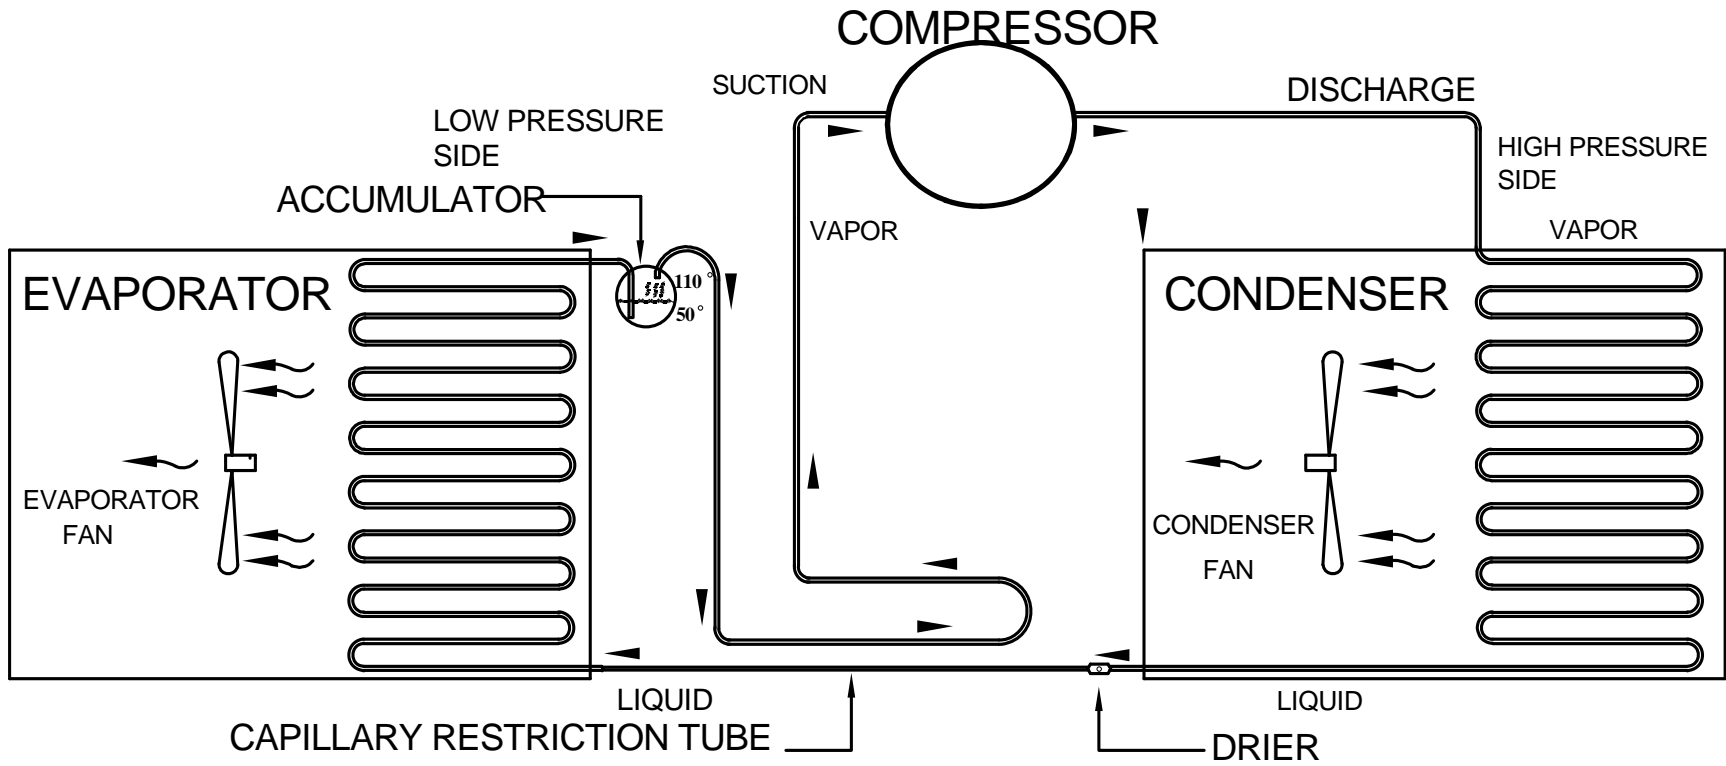 COMPRESSOR
SUCTION
DISCHARGE
LOW PRESSURE
SIDE
HIGH PRESSURE
SIDE
ACCUMULATOR
VAPOR
VAPOR
EVAPORATOR
110°
50°
CONDENSER
EVAPORATOR
FAN
CONDENSER
FAN
LIQUID
LIQUID
CAPILLARY RESTRICTION TUBE
DRIER